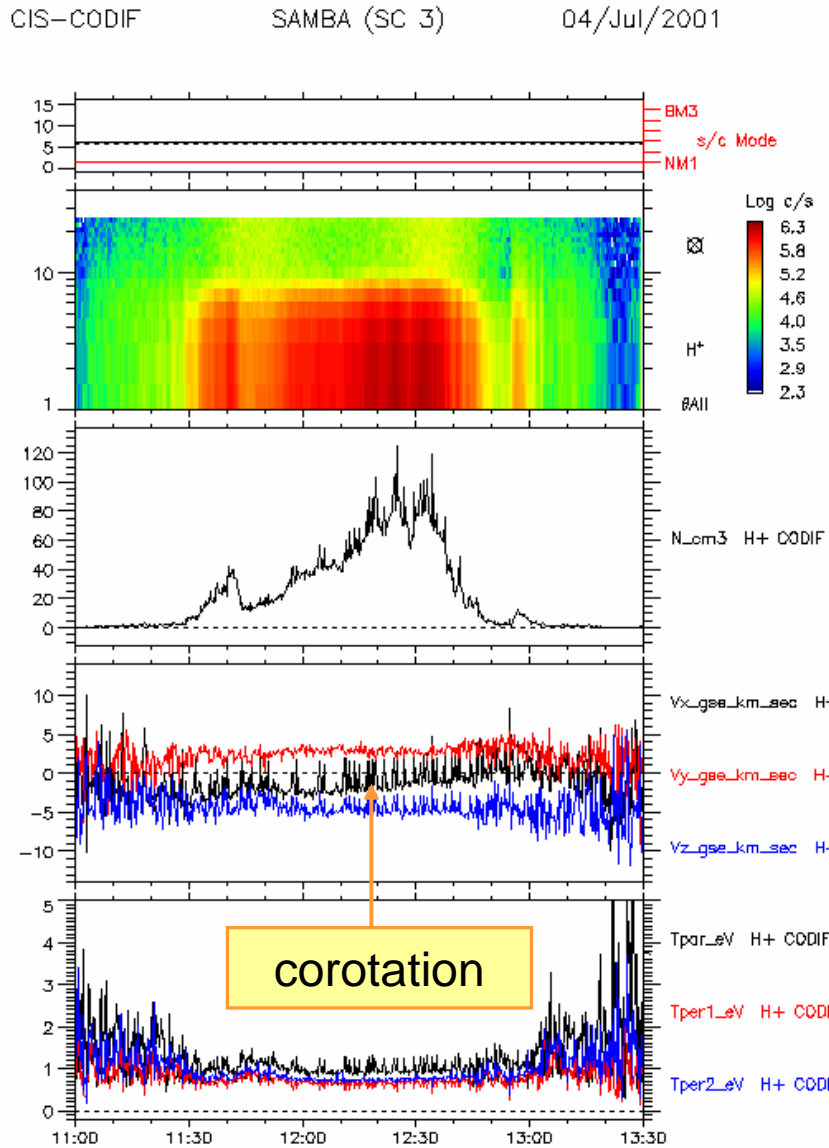 CIS-CODIF SAMBA (SC 3) 04/Jul/2001
15
10
5
0
BM3
s/c Mode
NM1
10
1
H+
θAll
Log c/s
6.3
5.8
5.2
4.6
4.0
3.5
2.9
2.3
120
100
80
60
40
20
0
N_cm3 H+ CODIF
10
5
0
-5
-10
Vx_gse_km_sec H+
Vy_gse_km_sec H+
Vz_gse_km_sec H+
corotation
5
4
3
2
1
0
Tpar_eV H+ CODIF
Tper1_eV H+ CODI
Tper2_eV H+ CODI
11:00 11:30 12:00 12:30 13:00 13:30